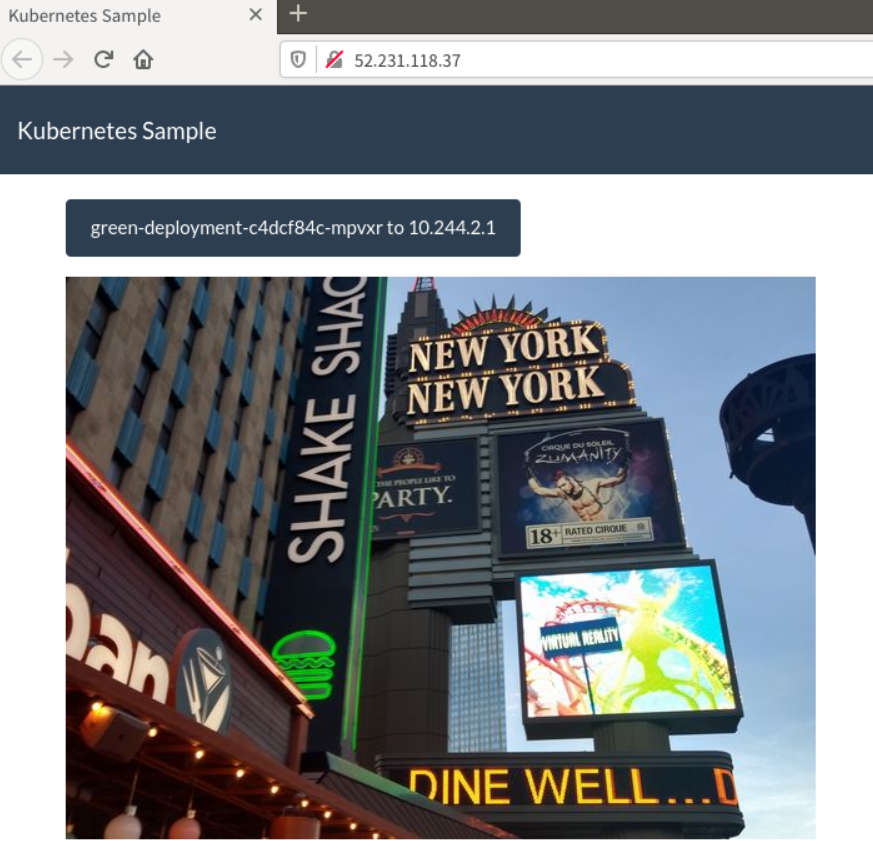 Kubernetes Sample
52.231.118.37
Kubernetes Sample
green-deployment-c4dcf84c-mpvxr to 10.244.2.1
SHAKE SHAC
NEW YORK
NEW YORK
THE PEOPLE LIKE TO
PARTY.
CIRQUE DU SOLEIL
ZUMANITY
18+ RATED CIRQUE
VIRTUAL REALITY
ban
DINE WELL...D